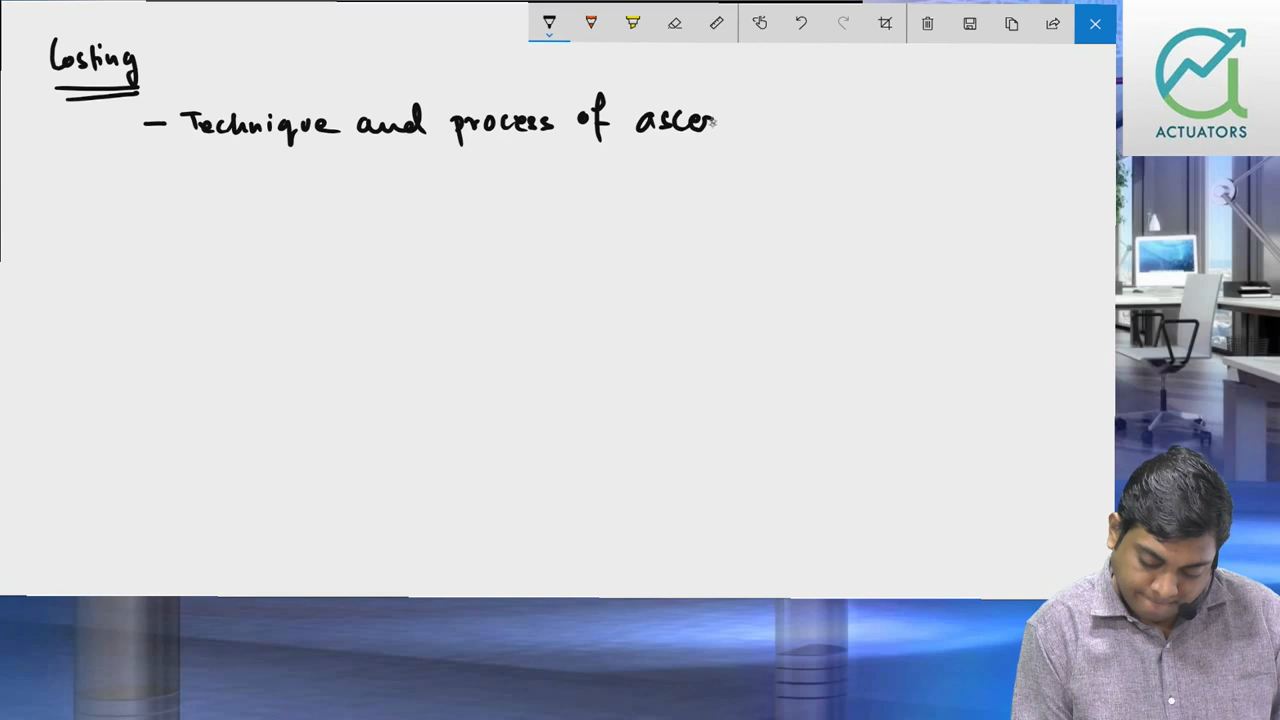 Costing
- Technique and process of ascer
ACTUATORS